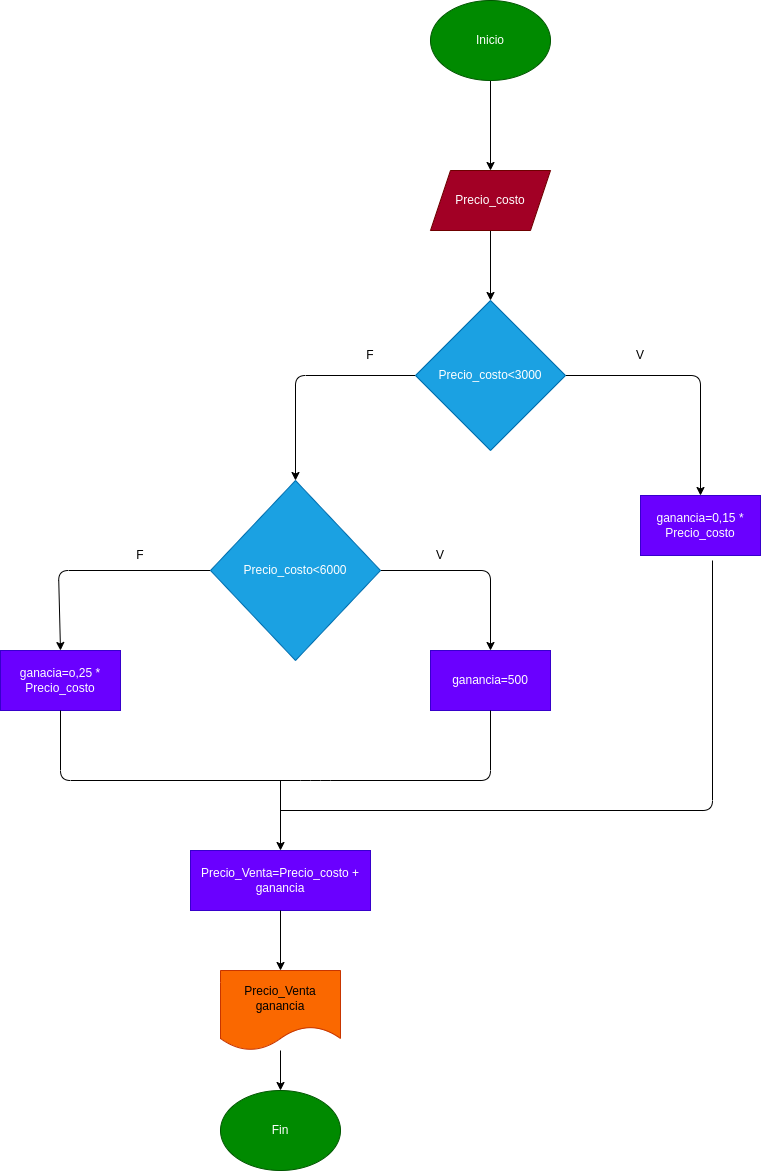 Inicio
Precio_costo
Precio_costo<3000
F
V
ganancia=0,15 *
Precio_costo
Precio_costo<6000
F
V
ganacia=o,25 *
Precio_costo
ganancia=500
Precio_Venta=Precio_costo +
ganancia
Precio_Venta
ganancia
Fin